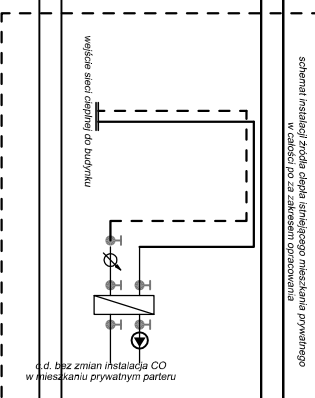 wejście sieci cieplnej do budynku
schemat instalacji źródła ciepła istniejącego mieszkania prywatnego
w całości po za zakresem opracowania
c.d. bez zmian instalacja CO
w mieszkaniu prywatnym parteru